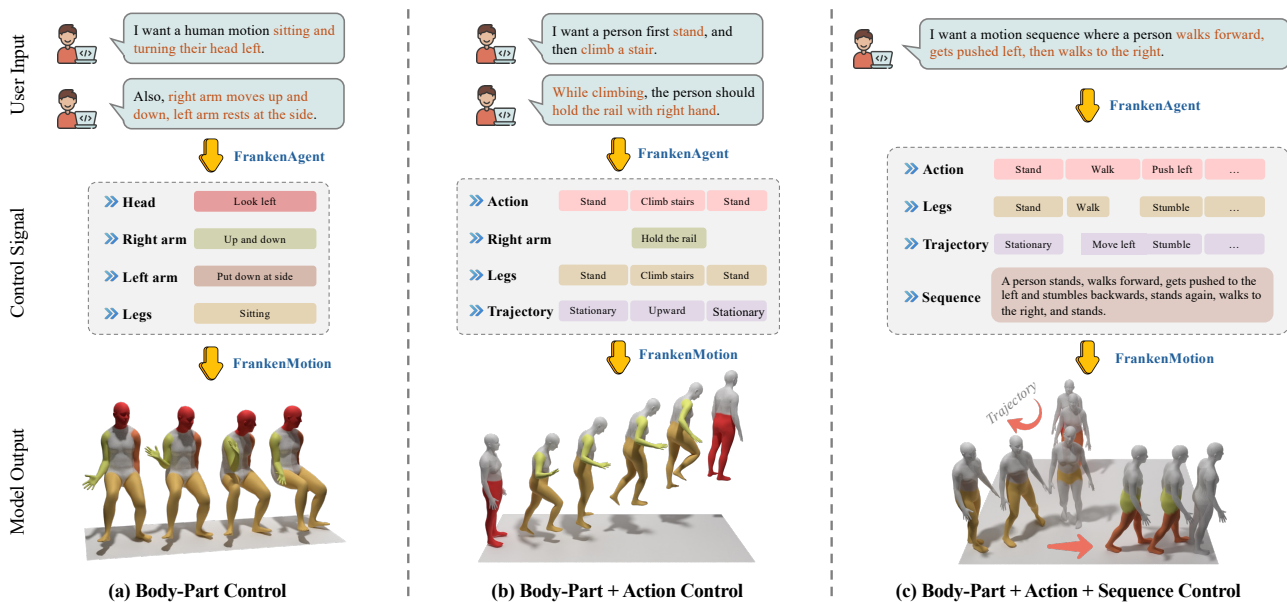 User Input
I want a human motion sitting and
turning their head left.
Also, right arm moves up and
down, left arm rests at the side.
FrankenAgent
Control Signal
Head
Look left
Right arm
Up and down
Left arm
Put down at side
Legs
Sitting
FrankenMotion
Model Output
(a) Body-Part Control
I want a person first stand, and
then climb a stair.
While climbing, the person should
hold the rail with right hand.
FrankenAgent
Action
Stand
Climb stairs
Stand
Right arm
Hold the rail
Legs
Stand
Climb stairs
Stand
Trajectory
Stationary
Upward
Stationary
FrankenMotion
(b) Body-Part + Action Control
I want a motion sequence where a person walks forward,
gets pushed left, then walks to the right.
FrankenAgent
Action
Stand
Walk
Push left
...
Legs
Stand
Walk
Stumble
...
Trajectory
Stationary
Move left
Stumble
...
Sequence
A person stands, walks forward, gets pushed to the
left and stumbles backwards, stands again, walks to
the right, and stands.
FrankenMotion
Trajectory
(c) Body-Part + Action + Sequence Control